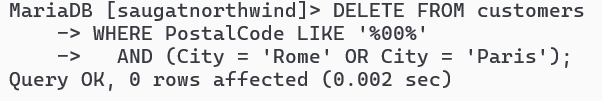 MariaDB [saugatnorthwind]> DELETE FROM customers
    -> WHERE PostalCode LIKE '%00%'
    ->   AND (City = 'Rome' OR City = 'Paris');
Query OK, 0 rows affected (0.002 sec)